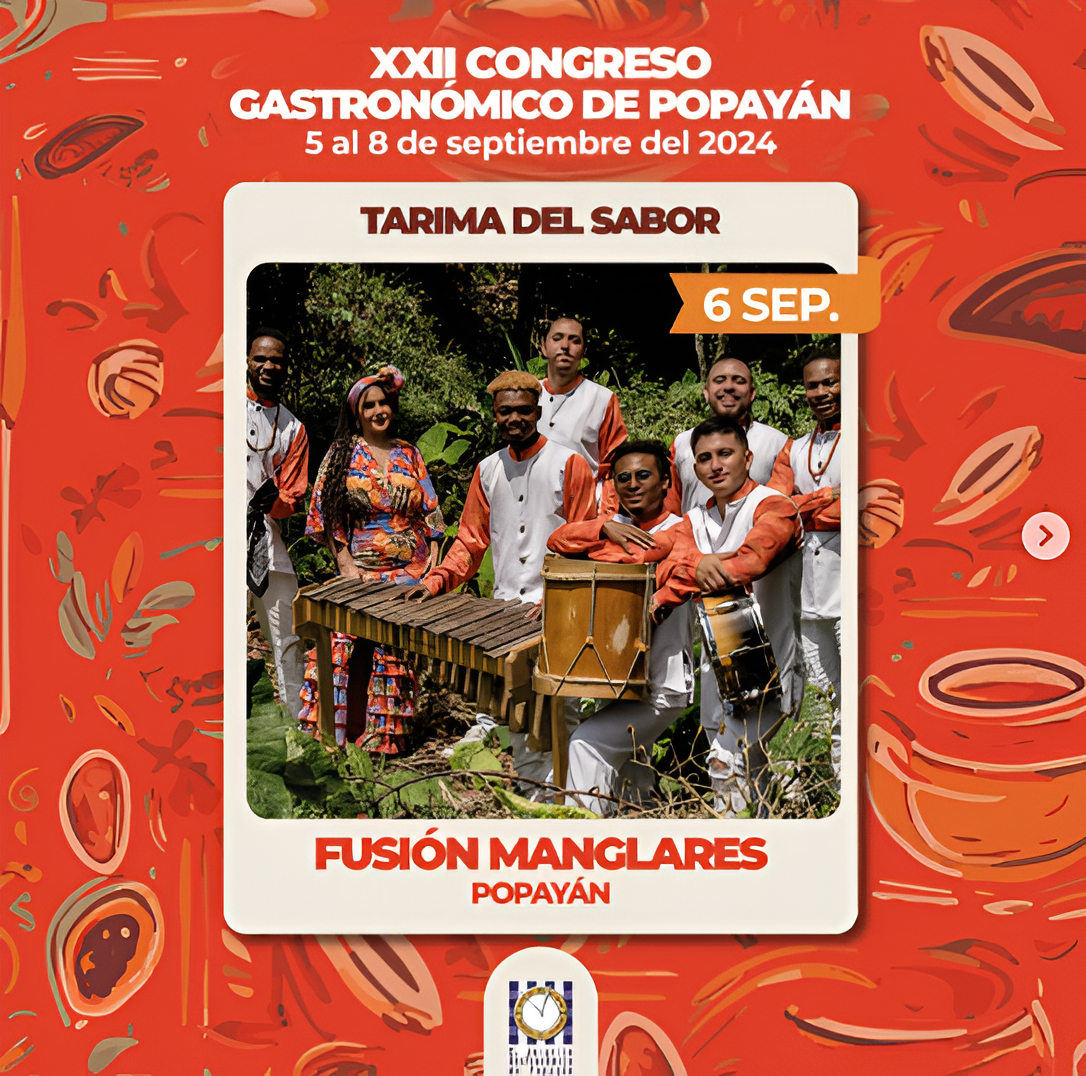 XXII CONGRESO
GASTRONÓMICO DE POPAYÁN
5 al 8 de septiembre del 2024
TARIMA DEL SABOR
6 SEP.
FUSIÓN MANGLARES
POPAYÁN